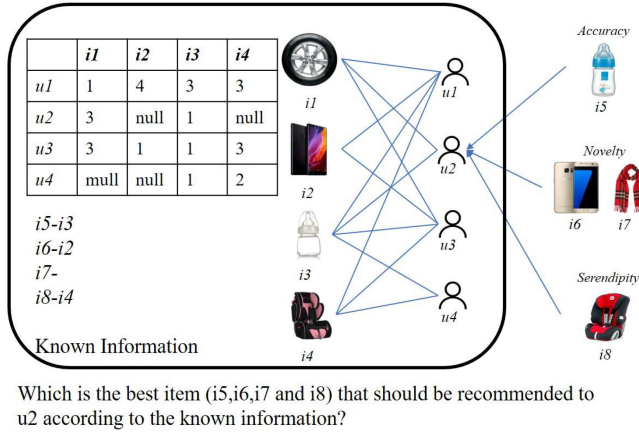 i1 i2 i3 i4
u1 1 4 3 3
u2 3 null 1 null
u3 3 1 1 3
u4 mull null 1 2
i5-i3
i6-i2
i7-
i8-i4
Known Information
i1
i2
i3
i4
u1
u2
u3
u4
Accuracy
i5
Novelty
i6 i7
Serendipity
i8
Which is the best item (i5,i6,i7 and i8) that should be recommended to
u2 according to the known information?